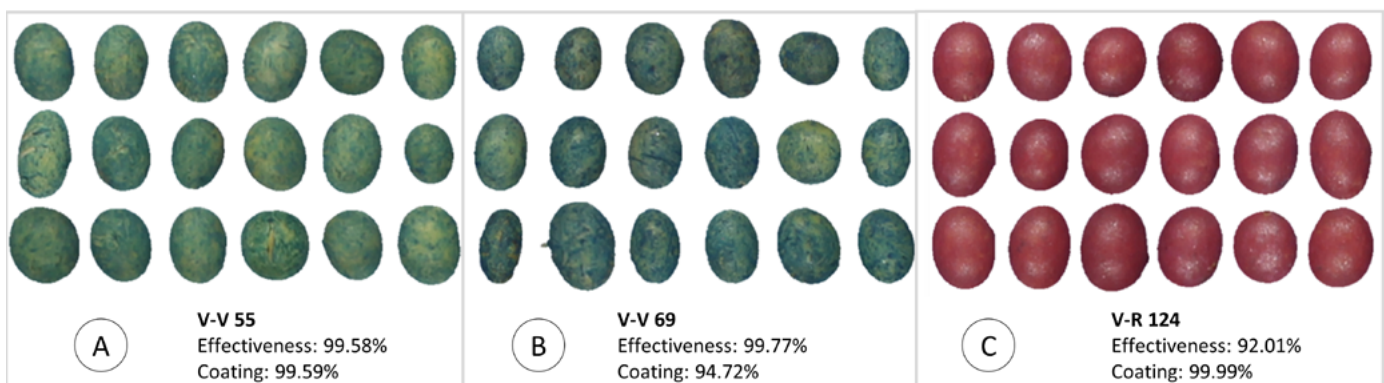 A
V-V 55
Effectiveness: 99.58%
Coating: 99.59%
B
V-V 69
Effectiveness: 99.77%
Coating: 94.72%
C
V-R 124
Effectiveness: 92.01%
Coating: 99.99%